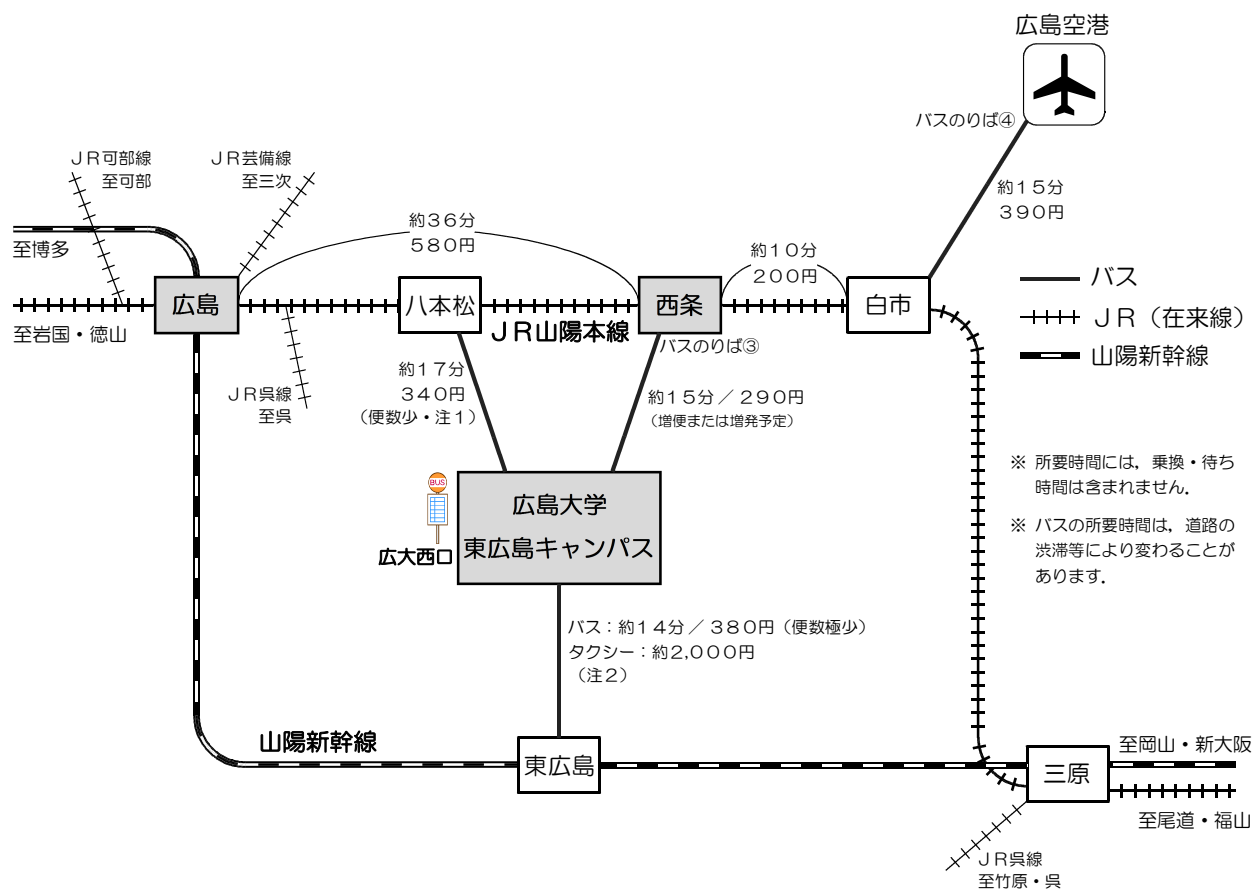 広島空港
バスのりば④
約１５分
３９０円
ＪＲ可部線
至可部
ＪＲ芸備線
至三次
約３６分
５８０円
約１０分
２００円
至博多
広島
八本松
西条
白市
至岩国・徳山
ＪＲ山陽本線
バスのりば③
バス
ＪＲ（在来線）
山陽新幹線
ＪＲ呉線
至呉
約１７分
３４０円
（便数少・注１）
約１５分／２９０円
（増便または増発予定）
※ 所要時間には，乗換・待ち
時間は含まれません．
※ バスの所要時間は，道路の
渋滞等により変わることが
あります．
BUS
広大西口
広島大学
東広島キャンパス
バス：約１４分／３８０円（便数極少）
タクシー：約2,000円
（注２）
山陽新幹線
東広島
三原
至岡山・新大阪
至尾道・福山
ＪＲ呉線
至竹原・呉